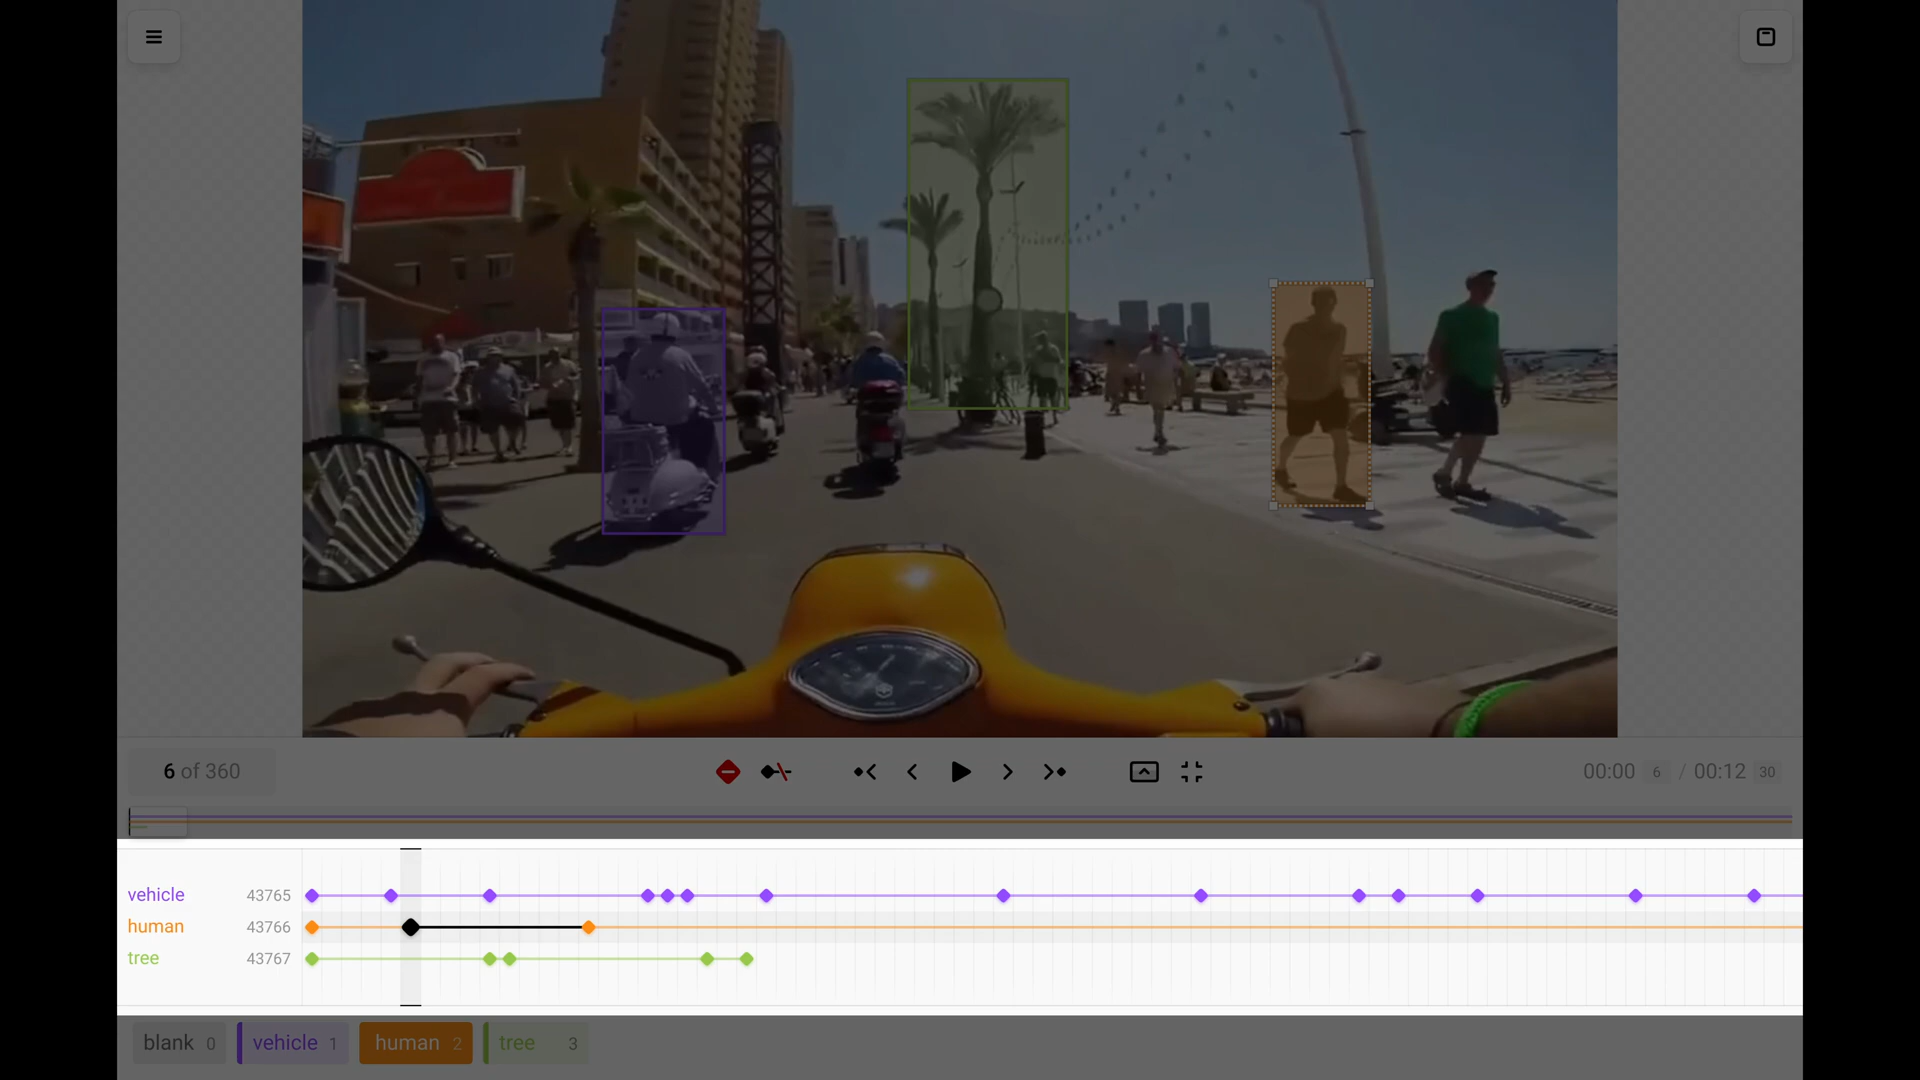 6 of 360
00:00 6 / 00:12 30
vehicle 43765
human 43766
tree 43767
blank 0 vehicle 1 human 2 tree 3